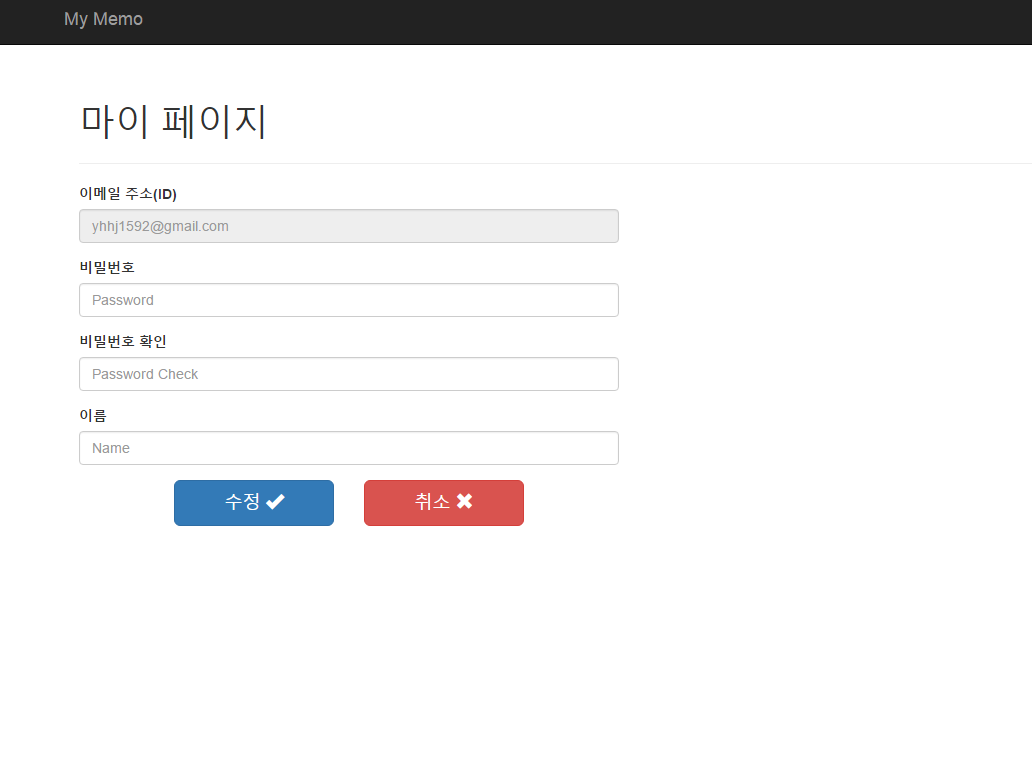 My Memo
마이 페이지
이메일 주소(ID)
yhhj1592@gmail.com
비밀번호
Password
비밀번호 확인
Password Check
이름
Name
수정
취소